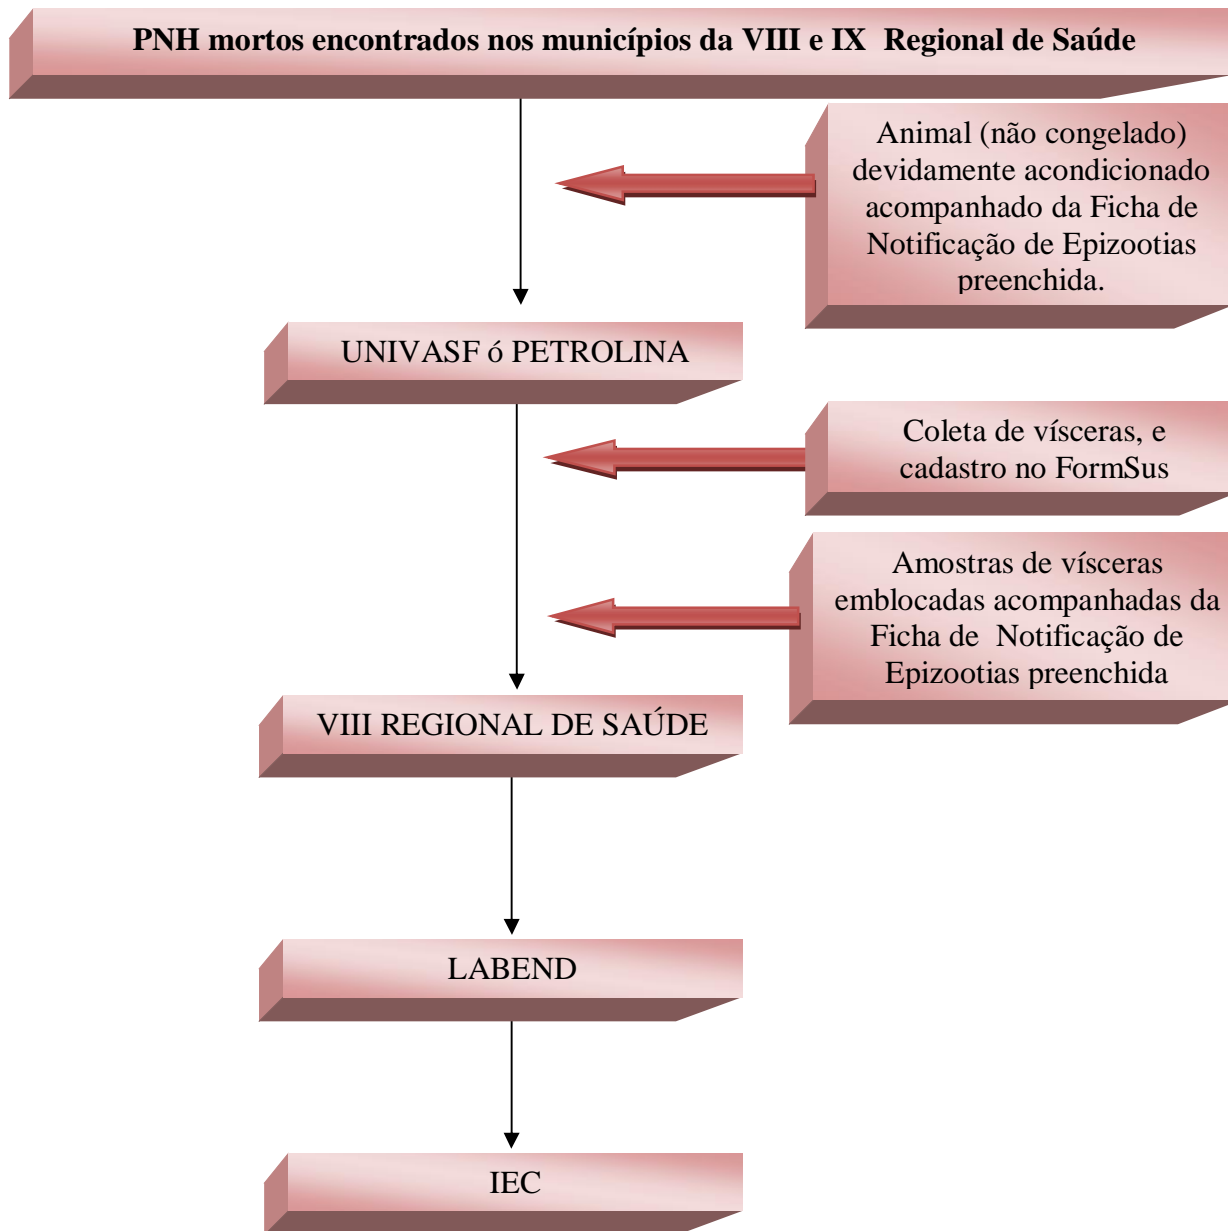 PNH mortos encontrados nos municípios da VIII e IX Regional de Saúde
Animal (não congelado)
devidamente acondicionado
acompanhado da Ficha de
Notificação de Epizootias
preenchida.
UNIVASF ó PETROLINA
Coleta de vísceras, e
cadastro no FormSus
Amostras de vísceras
emblocadas acompanhadas da
Ficha de Notificação de
Epizootias preenchida
VIII REGIONAL DE SAÚDE
LABEND
IEC